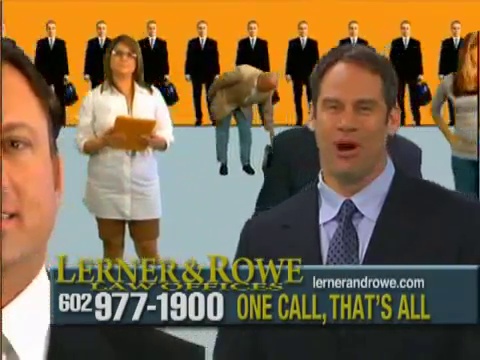 LERNER & ROWE
LAW OFFICES
lernerandrowe.com
602 977-1900 ONE CALL, THAT'S ALL